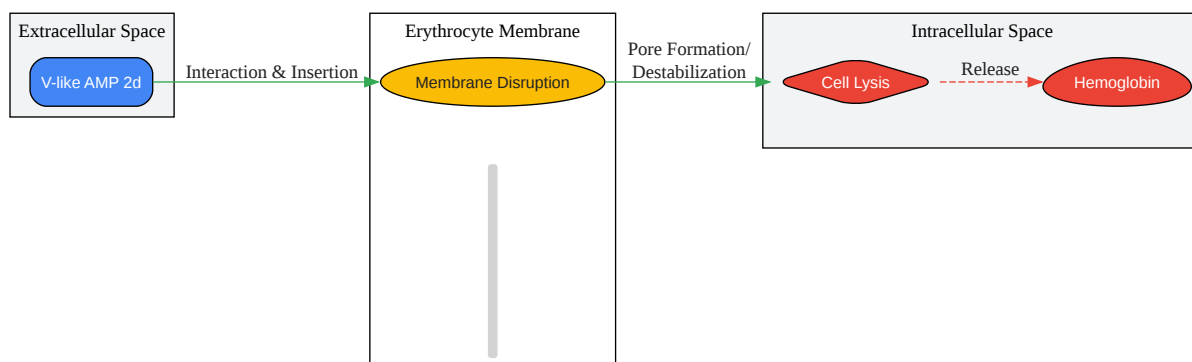 Extracellular Space
V-like AMP 2d
Interaction & Insertion
Erythrocyte Membrane
Membrane Disruption
Pore Formation/
Destabilization
Intracellular Space
Cell Lysis
Release
Hemoglobin